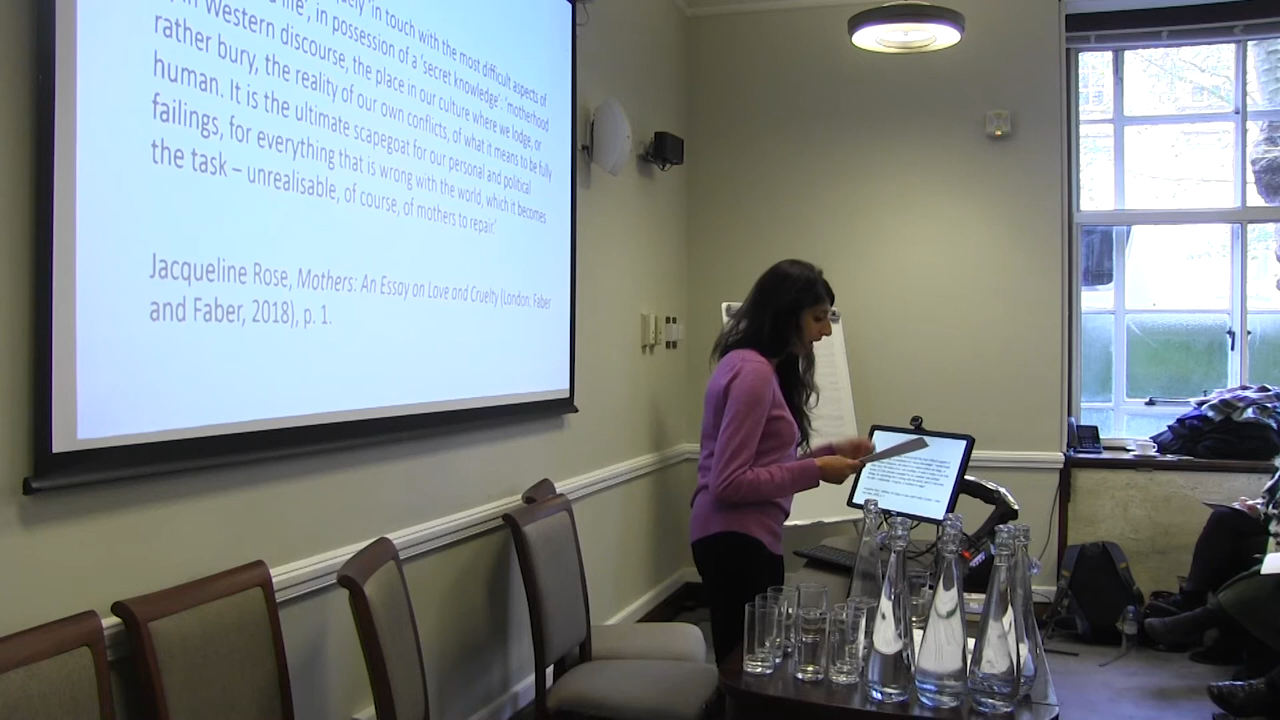 life', in possession of a 'secret knowledge': 'motherhood
in touch with the most difficult aspects of
in Western discourse, the place in our culture where we lodge, or
rather bury, the reality of our own conflicts, of what it means to be fully
human. It is the ultimate scapegoat for our personal and political
failings, for everything that is wrong with the world, which it becomes
the task – unrealisable, of course, of mothers to repair.'
Jacqueline Rose, Mothers: An Essay on Love and Cruelty (London: Faber
and Faber, 2018), p. 1.